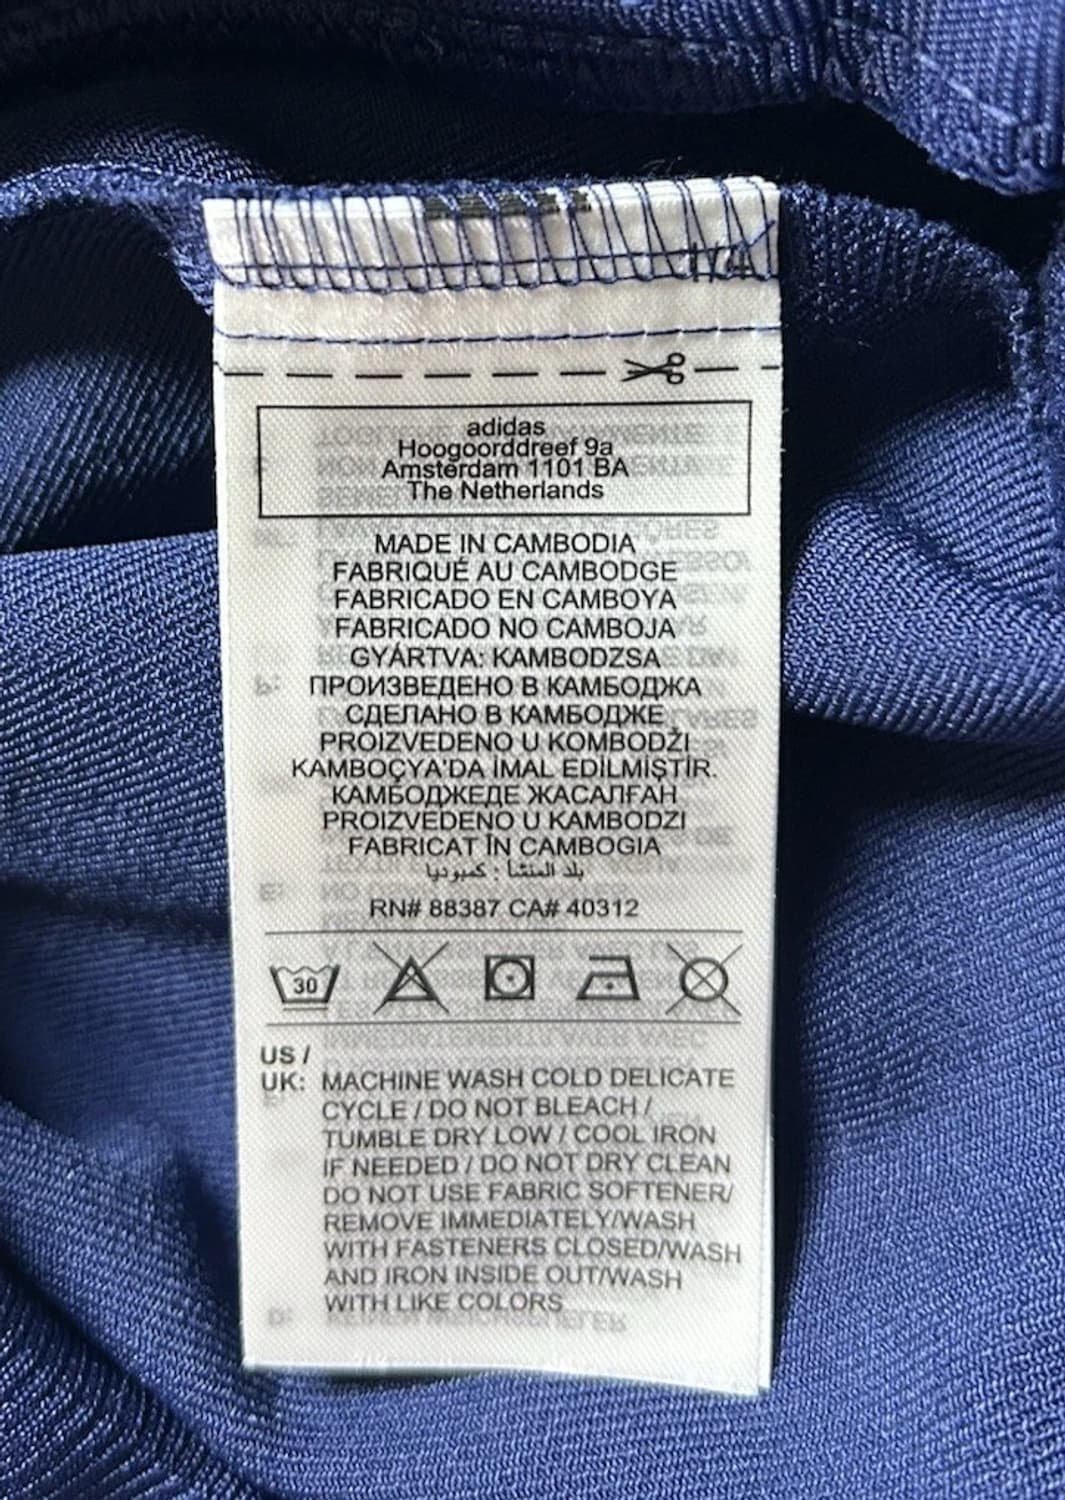 1/4
adidas
Hoogoorddreef 9a
Amsterdam 1101 BA
The Netherlands
MADE IN CAMBODIA
FABRIQUÉ AU CAMBODGE
FABRICADO EN CAMBOYA
FABRICADO NO CAMBOJA
GYÁRTVA: KAMBODZSA
ПРОИЗВЕДЕНО В КАМБОДЖА
СДЕЛАНО В КАМБОДЖЕ
PROIZVEDENO U KOMBODŽI
KAMBOÇYA'DA İMAL EDİLMİŞTİR.
КАМБОДЖЕДЕ ЖАСАЛҒАН
PROIZVEDENO U KAMBODZI
FABRICAT ÎN CAMBOGIA
بلد المنشأ : كمبوديا
RN# 88387 CA# 40312
30
US /
UK: MACHINE WASH COLD DELICATE
CYCLE / DO NOT BLEACH /
TUMBLE DRY LOW / COOL IRON
IF NEEDED / DO NOT DRY CLEAN
DO NOT USE FABRIC SOFTENER/
REMOVE IMMEDIATELY/WASH
WITH FASTENERS CLOSED/WASH
AND IRON INSIDE OUT/WASH
WITH LIKE COLORS